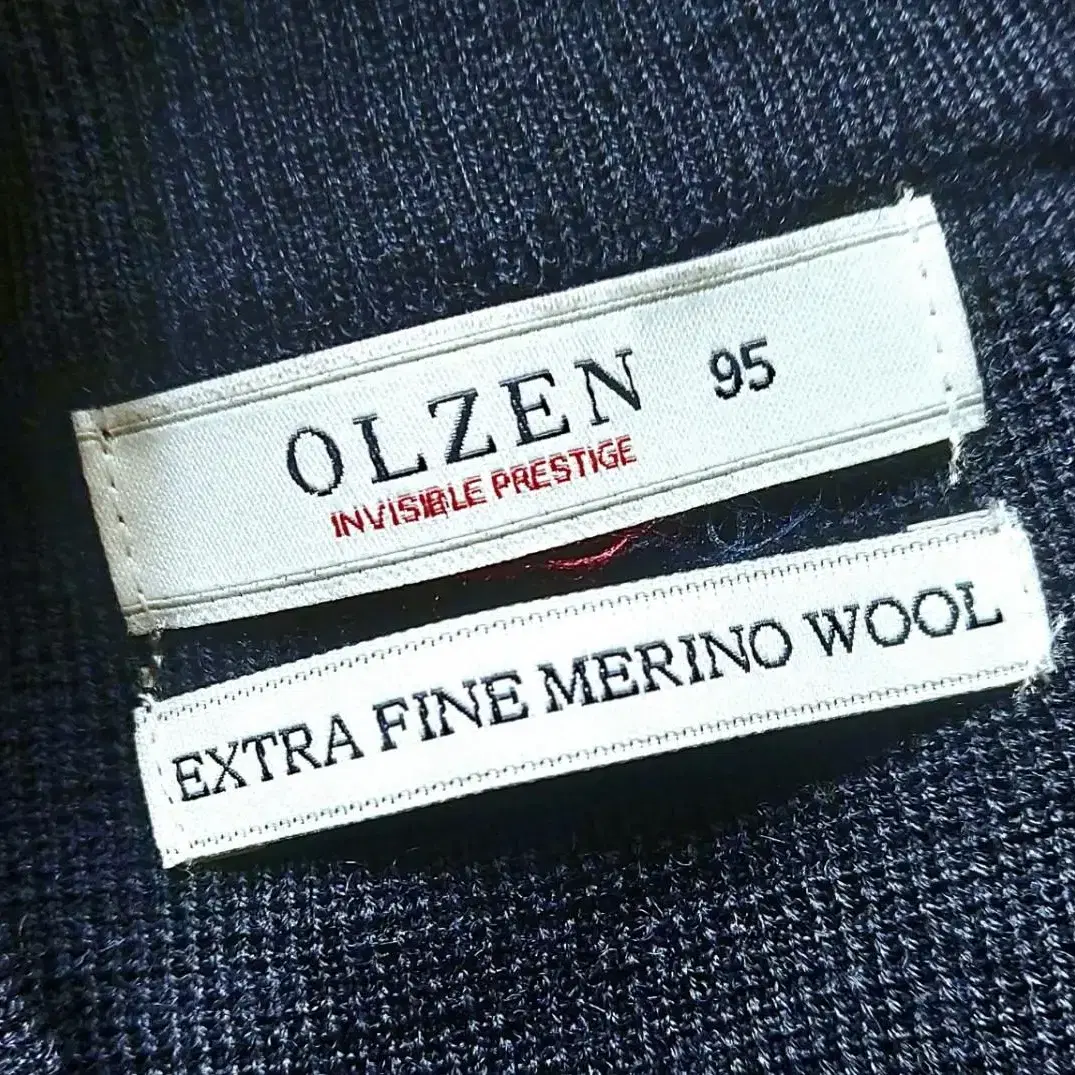 OLZEN 95
INVISIBLE PRESTIGE
EXTRA FINE MERINO WOOL